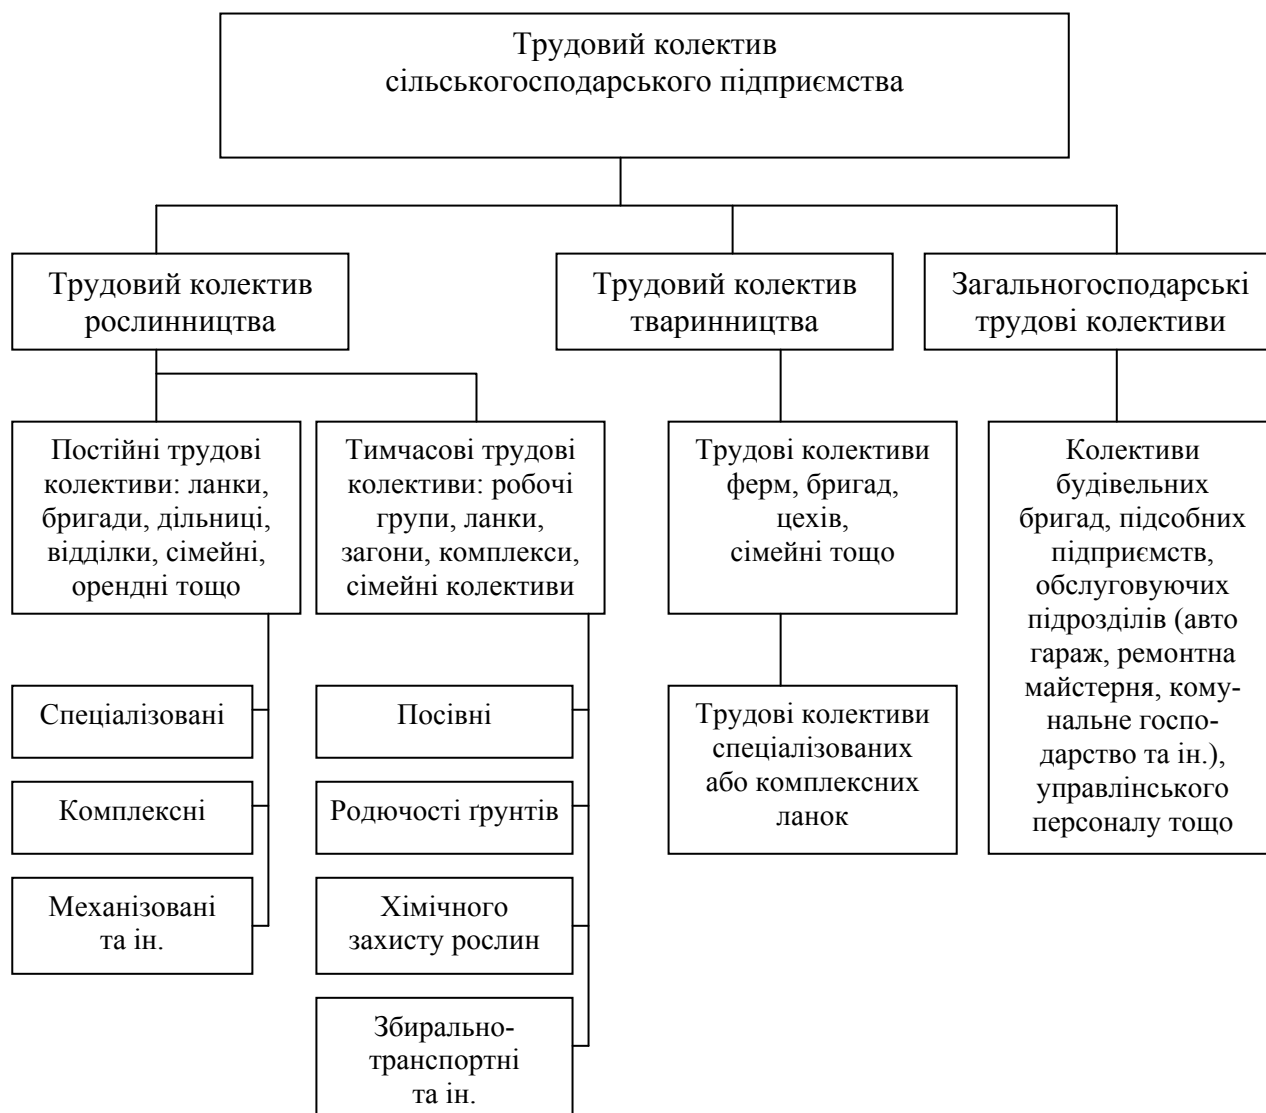 Трудовий колектив
сільськогосподарського підприємства
Трудовий колектив
рослинництва
Трудовий колектив
тваринництва
Загальногосподарські
трудові колективи
Постійні трудові
колективи: ланки,
бригади, дільниці,
відділки, сімейні,
орендні тощо
Тимчасові трудові
колективи: робочі
групи, ланки,
загони, комплекси,
сімейні колективи
Трудові колективи
ферм, бригад,
цехів,
сімейні тощо
Колективи
будівельних
бригад, підсобних
підприємств,
обслуговуючих
підрозділів (авто
гараж, ремонтна
майстерня, кому-
нальне госпо-
дарство та ін.),
управлінського
персоналу тощо
Спеціалізовані
Комплексні
Механізовані
та ін.
Посівні
Родючості ґрунтів
Хімічного
захисту рослин
Збирально-
транспортні
та ін.
Трудові колективи
спеціалізованих
або комплексних
ланок